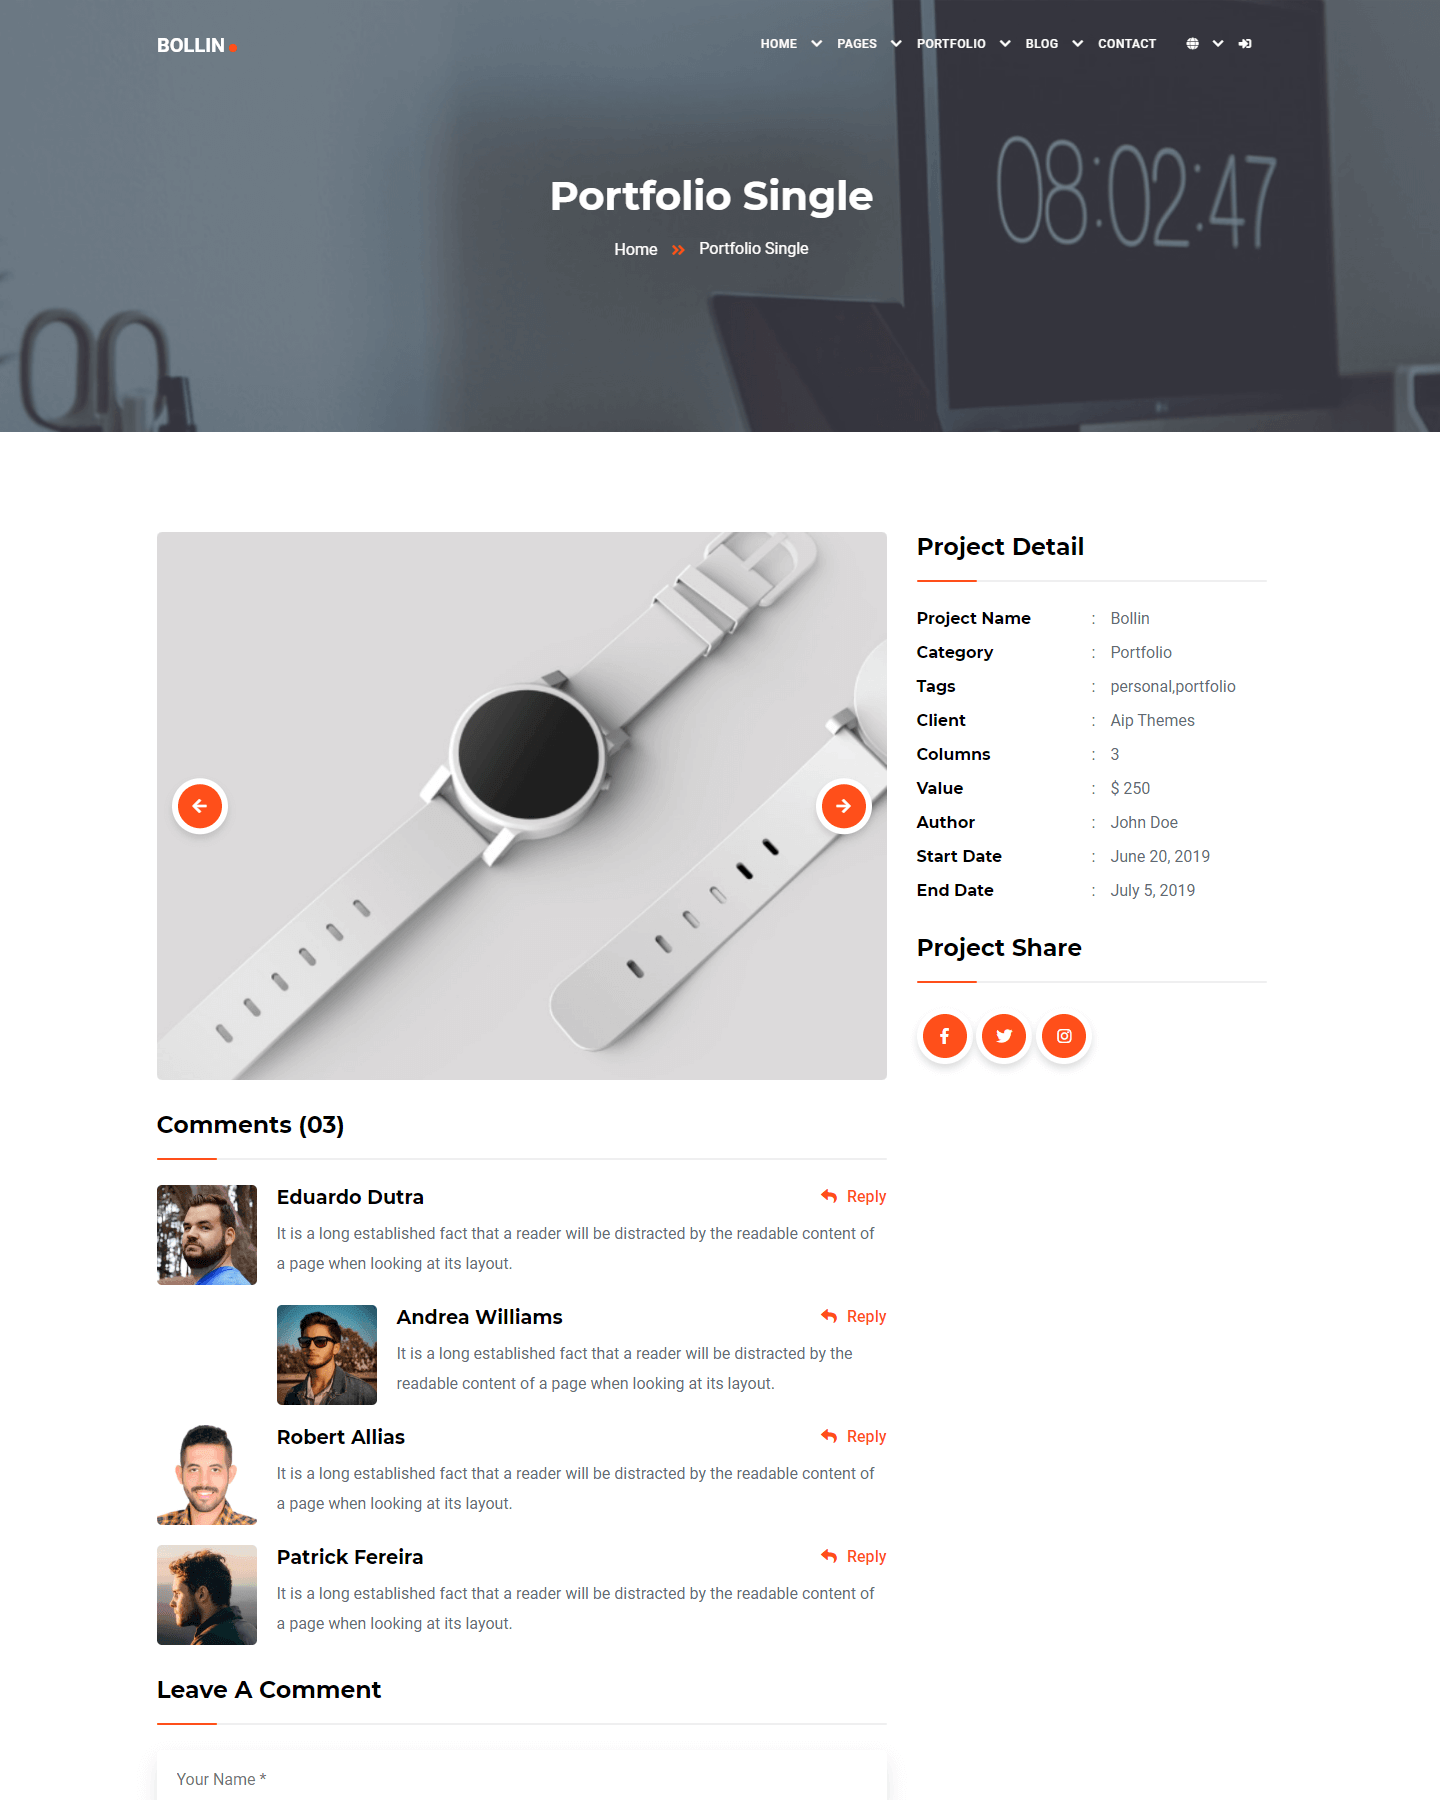 BOLLIN
HOME PAGES PORTFOLIO BLOG CONTACT
08:02:47
Portfolio Single
Home Portfolio Single
Project Detail
Project Name : Bollin
Category : Portfolio
Tags : personal,portfolio
Client : Aip Themes
Columns : 3
Value : $ 250
Author : John Doe
Start Date : June 20, 2019
End Date : July 5, 2019
Project Share
Comments (03)
Eduardo Dutra Reply
It is a long established fact that a reader will be distracted by the readable content of
a page when looking at its layout.
Andrea Williams Reply
It is a long established fact that a reader will be distracted by the
readable content of a page when looking at its layout.
Robert Allias Reply
It is a long established fact that a reader will be distracted by the readable content of
a page when looking at its layout.
Patrick Fereira Reply
It is a long established fact that a reader will be distracted by the readable content of
a page when looking at its layout.
Leave A Comment
Your Name *